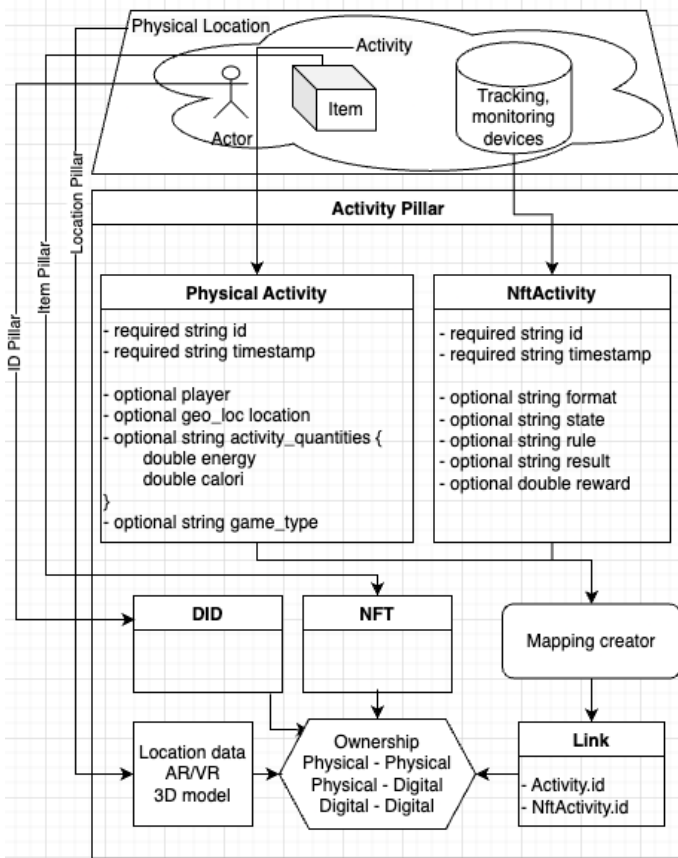 Physical Location
Activity
Actor
Item
Tracking,
monitoring
devices
Location Pillar
Item Pillar
ID Pillar
Activity Pillar
Physical Activity
- required string id
- required string timestamp
- optional player
- optional geo_loc location
- optional string activity_quantities {
double energy
double calori
}
- optional string game_type
NftActivity
- required string id
- required string timestamp
- optional string format
- optional string state
- optional string rule
- optional string result
- optional double reward
DID
NFT
Mapping creator
Location data
AR/VR
3D model
Ownership
Physical - Physical
Physical - Digital
Digital - Digital
Link
- Activity.id
- NftActivity.id